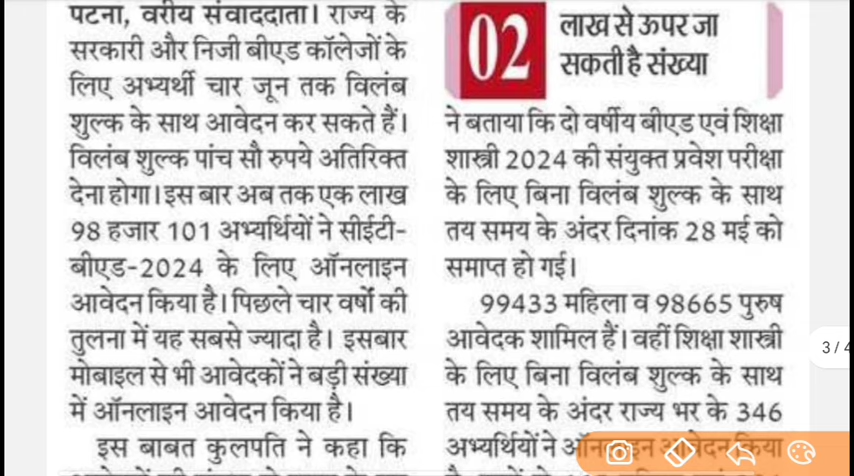 पटना, वरीय संवाददाता। राज्य के
सरकारी और निजी बीएड कॉलेजों के
लिए अभ्यर्थी चार जून तक विलंब
शुल्क के साथ आवेदन कर सकते हैं।
विलंब शुल्क पांच सौ रुपये अतिरिक्त
देना होगा। इस बार अब तक एक लाख
98 हजार 101 अभ्यर्थियों ने सीईटी-
बीएड-2024 के लिए ऑनलाइन
आवेदन किया है। पिछले चार वर्षों की
तुलना में यह सबसे ज्यादा है। इसबार
मोबाइल से भी आवेदकों ने बड़ी संख्या
में ऑनलाइन आवेदन किया है।
इस बाबत कुलपति ने कहा कि
02 लाख से ऊपर जा
सकती है संख्या
ने बताया कि दो वर्षीय बीएड एवं शिक्षा
शास्त्री 2024 की संयुक्त प्रवेश परीक्षा
के लिए बिना विलंब शुल्क के साथ
तय समय के अंदर दिनांक 28 मई को
समाप्त हो गई।
99433 महिला व 98665 पुरुष
आवेदक शामिल हैं। वहीं शिक्षा शास्त्री
के लिए बिना विलंब शुल्क के साथ
तय समय के अंदर राज्य भर के 346
अभ्यर्थियों ने ऑनलाइन आवेदन किया
3/4